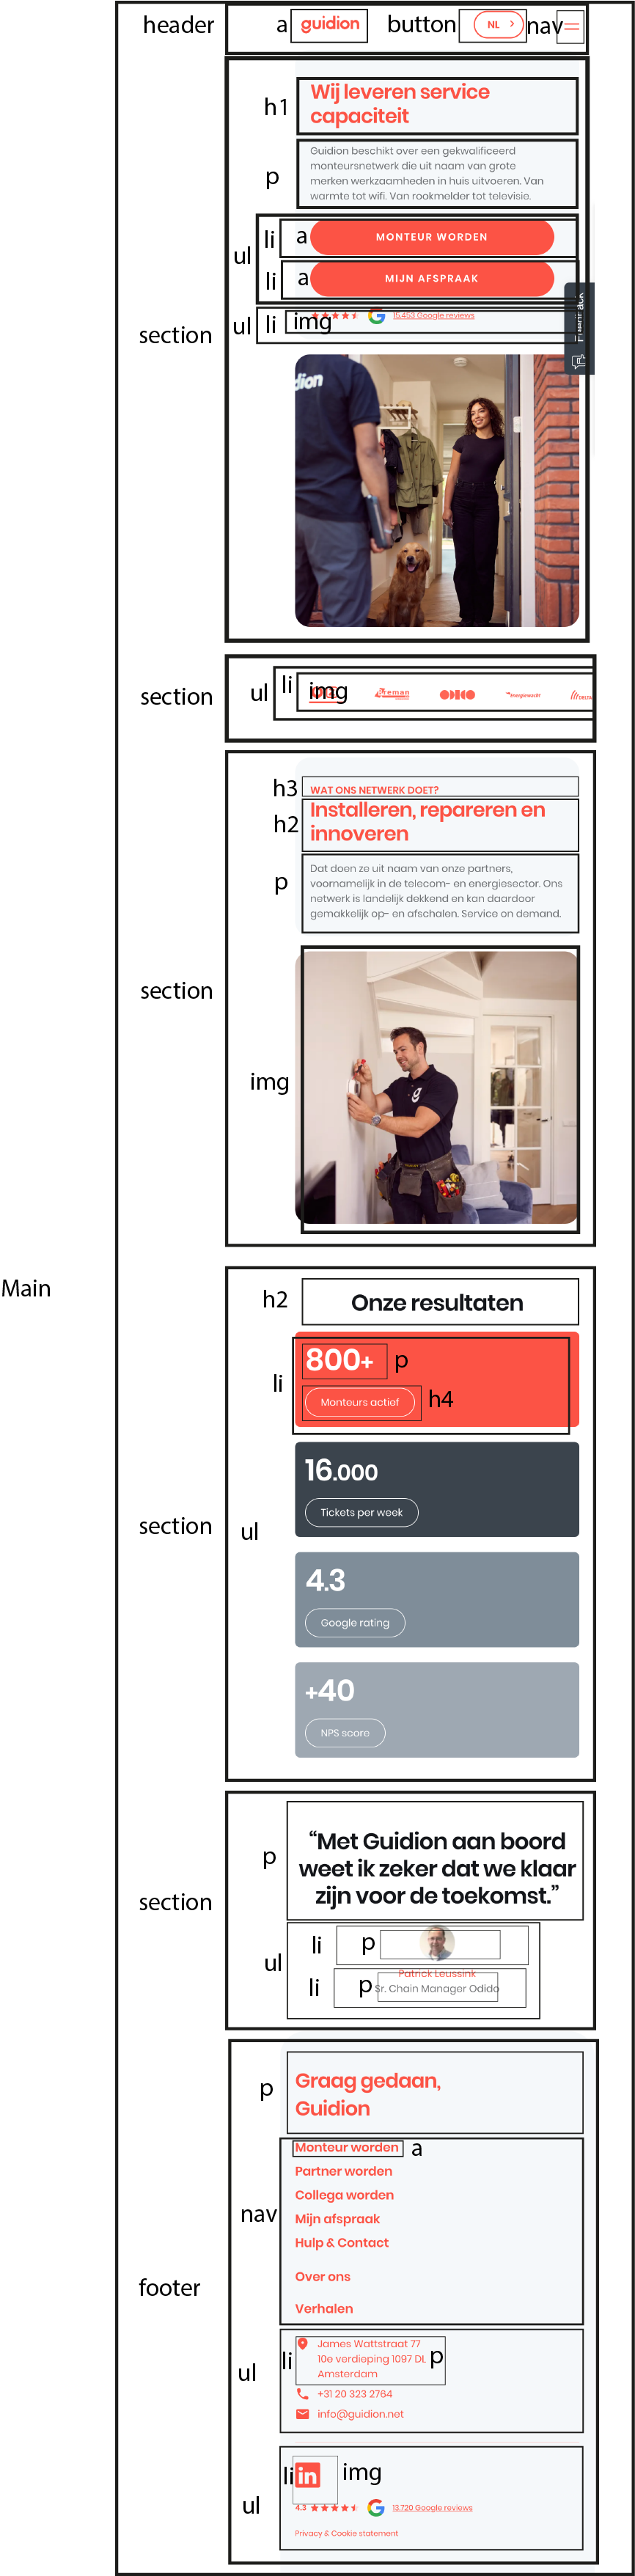 header a guidion button NL nav
h1 Wij leveren service
capaciteit
p Guidion beschikt over een gekwalificeerd
monteursnetwerk die uit naam van grote
merken werkzaamheden in huis uitvoeren. Van
warmte tot wifi. Van rookmelder tot televisie.
ul li a MONTEUR WORDEN
li a MIJN AFSPRAAK
section ul li img 15.453 Google reviews
Feedback
dion
section ul li img reman ODIDO energiewacht DELTA
h3 WAT ONS NETWERK DOET?
h2 Installeren, repareren en
innoveren
p Dat doen ze uit naam van onze partners,
voornamelijk in de telecom- en energiesector. Ons
netwerk is landelijk dekkend en kan daardoor
gemakkelijk op- en afschalen. Service on demand.
section
img
g
Main
h2 Onze resultaten
800+ p
li
Monteurs actief h4
16.000
Tickets per week
section ul
4.3
Google rating
+40
NPS score
“Met Guidion aan boord
p weet ik zeker dat we klaar
zijn voor de toekomst.”
section
li p
ul Patrick Leussink
li p Sr. Chain Manager Odido
p Graag gedaan,
Guidion
Monteur worden a
Partner worden
Collega worden
nav Mijn afspraak
Hulp & Contact
Over ons
footer
Verhalen
James Wattstraat 77
li 10e verdieping 1097 DL p
ul Amsterdam
+31 20 323 2764
info@guidion.net
li in img
ul 4.3 13.720 Google reviews
Privacy & Cookie statement